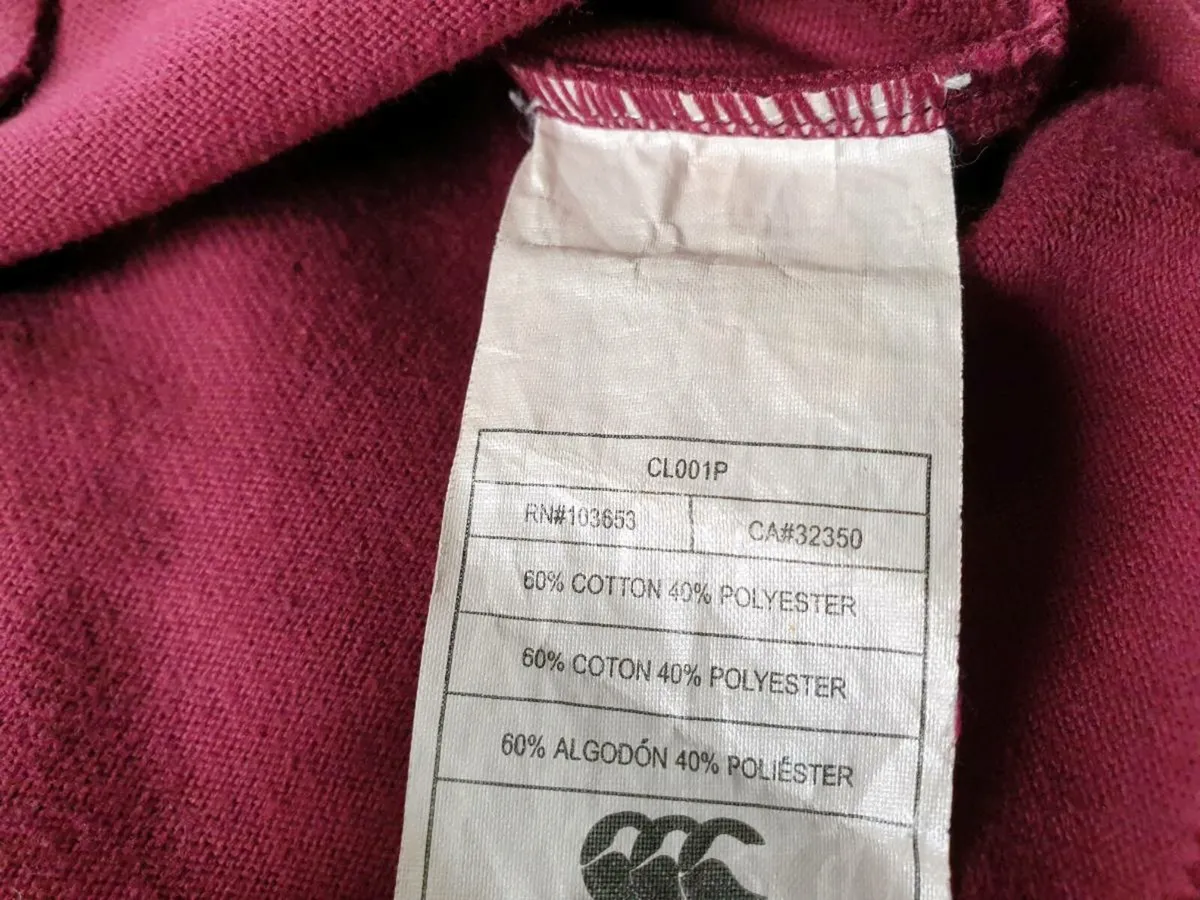 CL001P
RN#103653 CA#32350
60% COTTON 40% POLYESTER
60% COTON 40% POLYESTER
60% ALGODÓN 40% POLIÉSTER